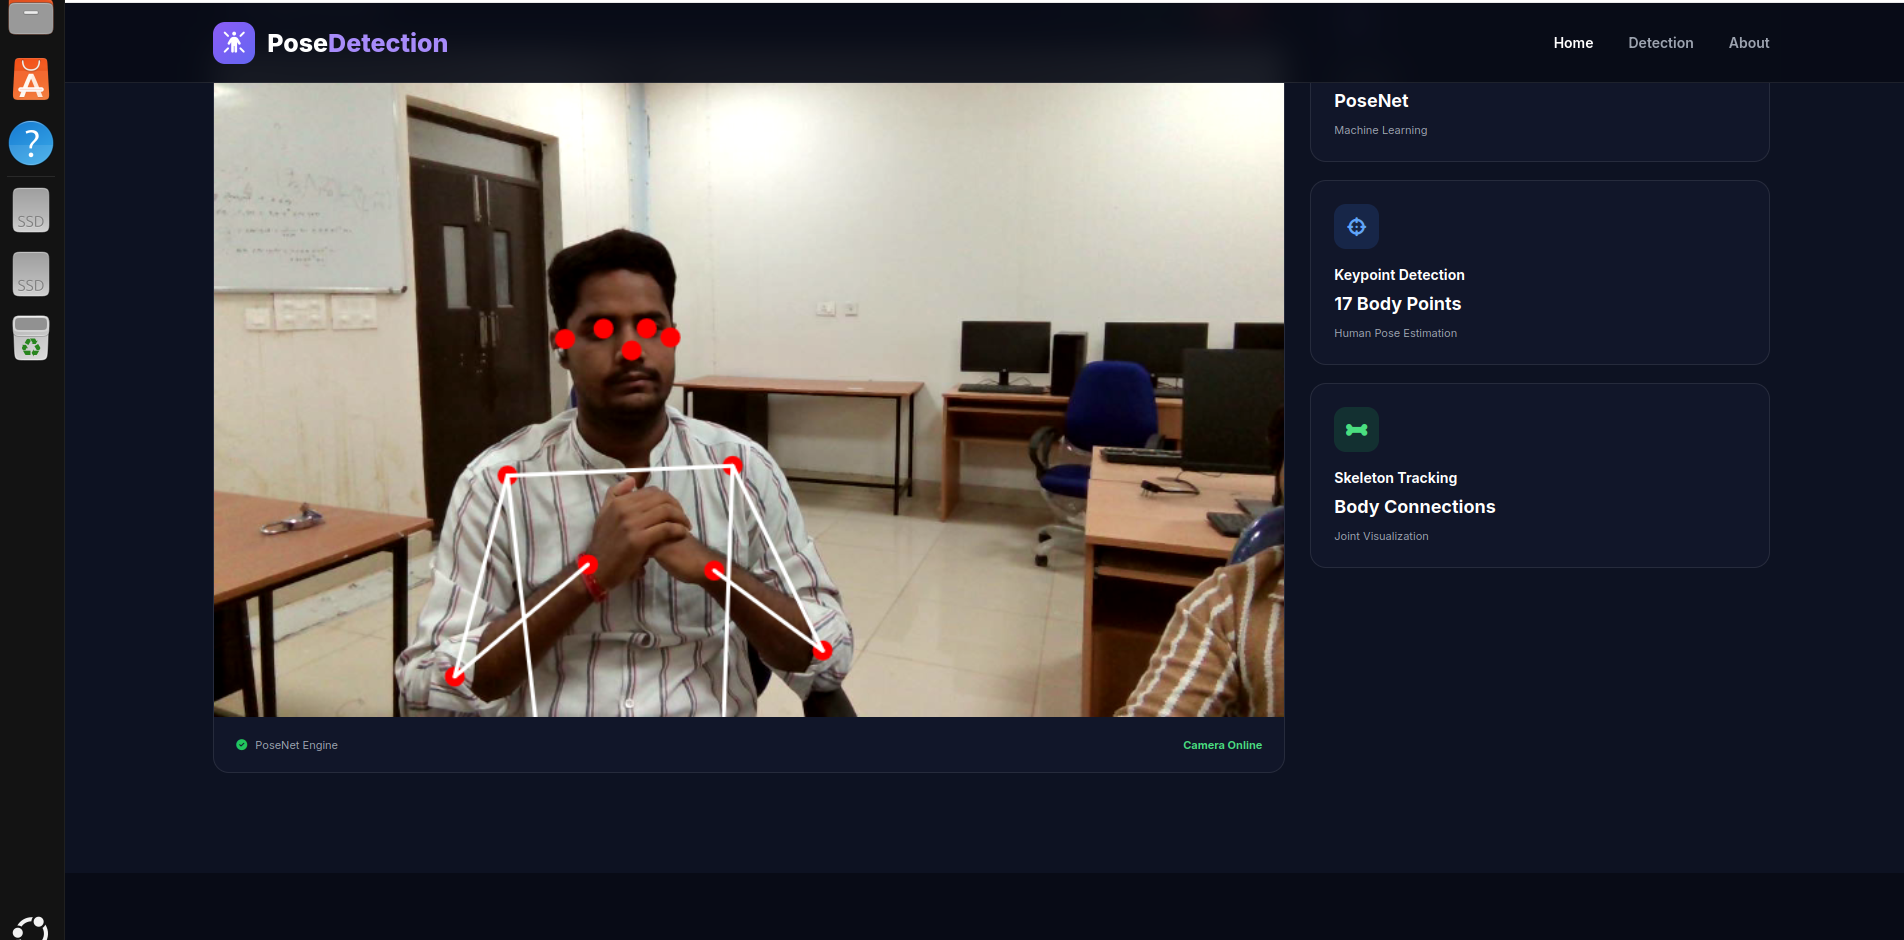 PoseDetection
Home
Detection
About
PoseNet
Machine Learning
Keypoint Detection
17 Body Points
Human Pose Estimation
Skeleton Tracking
Body Connections
Joint Visualization
PoseNet Engine
Camera Online
SSD
SSD